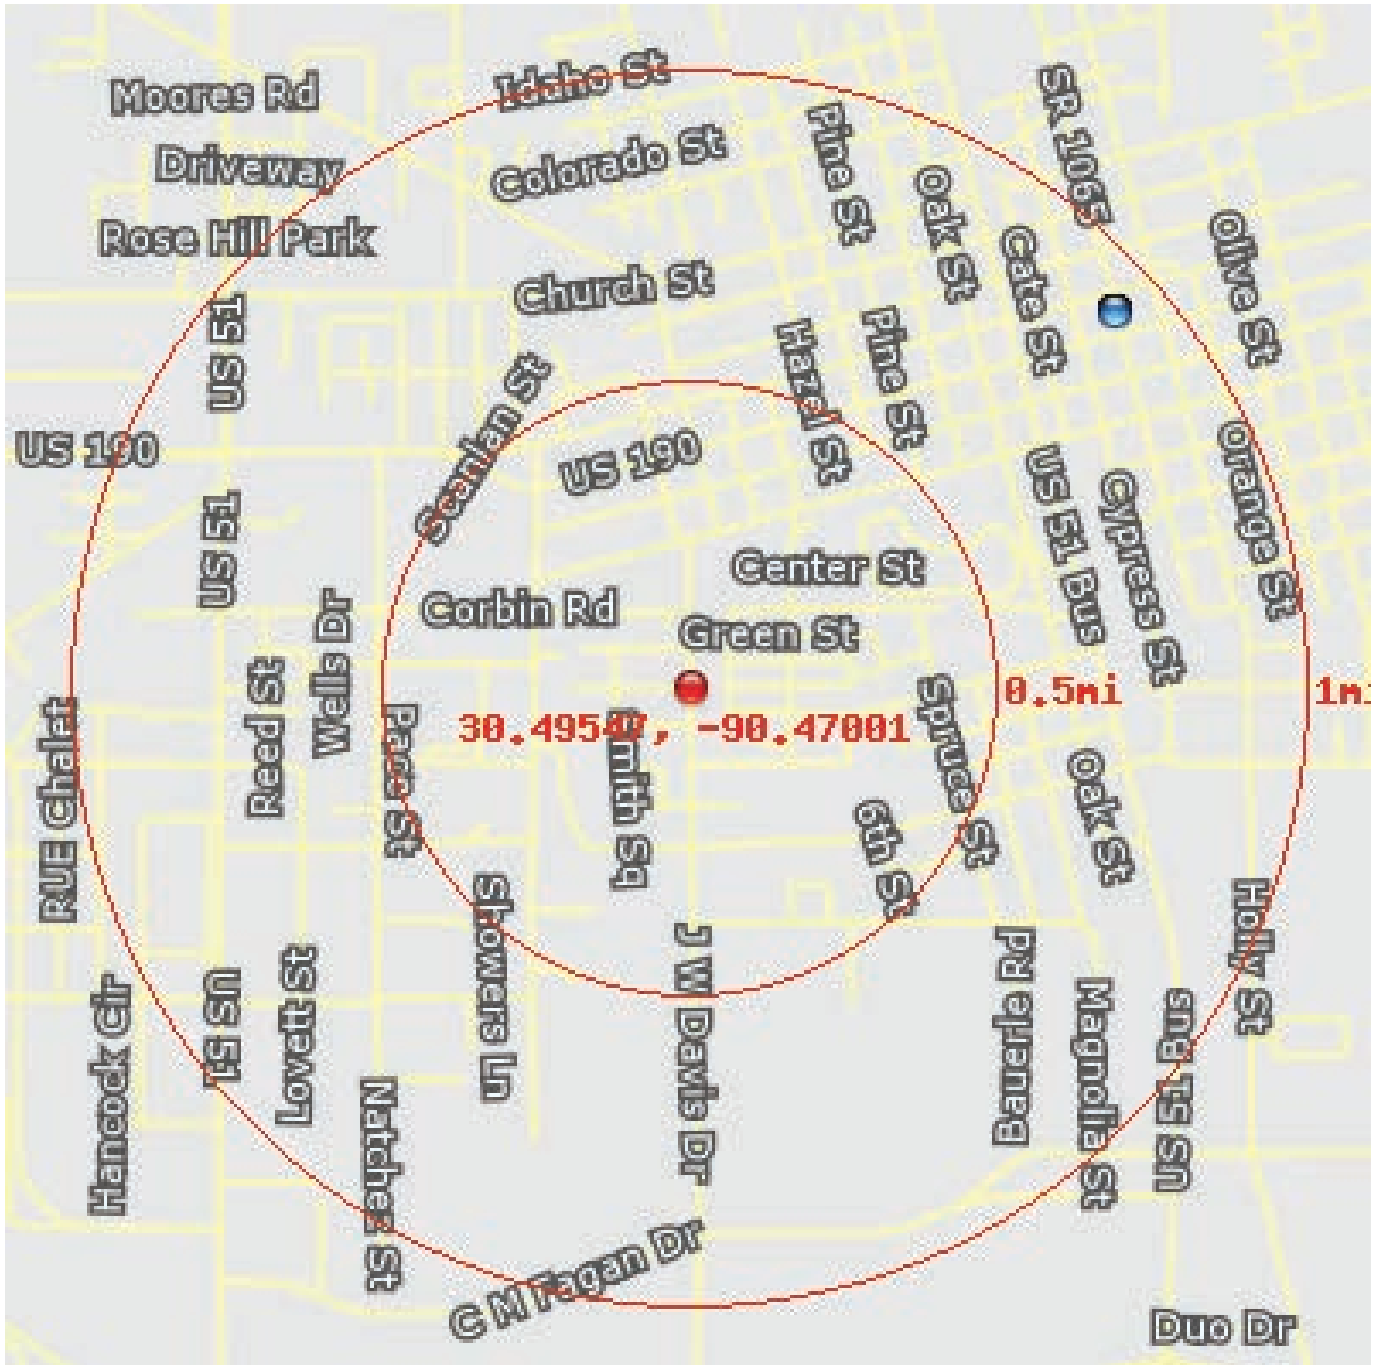 Moores Rd
Idaho St
SR 1065
Driveway
Colorado St
Pine St
Oak St
Rose Hill Park
Church St
Cate St
Olive St
US 51
Scanlan St
Hazel St
Pine St
US 190
US 190
US 51
US 51 Bus
Cypress St
Orange St
Center St
Corbin Rd
Green St
Wells Dr
Reed St
0.5mi
1mi
30.49547, -90.47001
RUE Chalet
Pace St
Smith Sq
Spruce St
6th St
Oak St
Showers Ln
J W Davis Dr
Holly St
Hancock Cir
US 51
Lovett St
Natchez St
Bauerle Rd
Magnolia St
US 51 Bus
C M Fagan Dr
Duo Dr